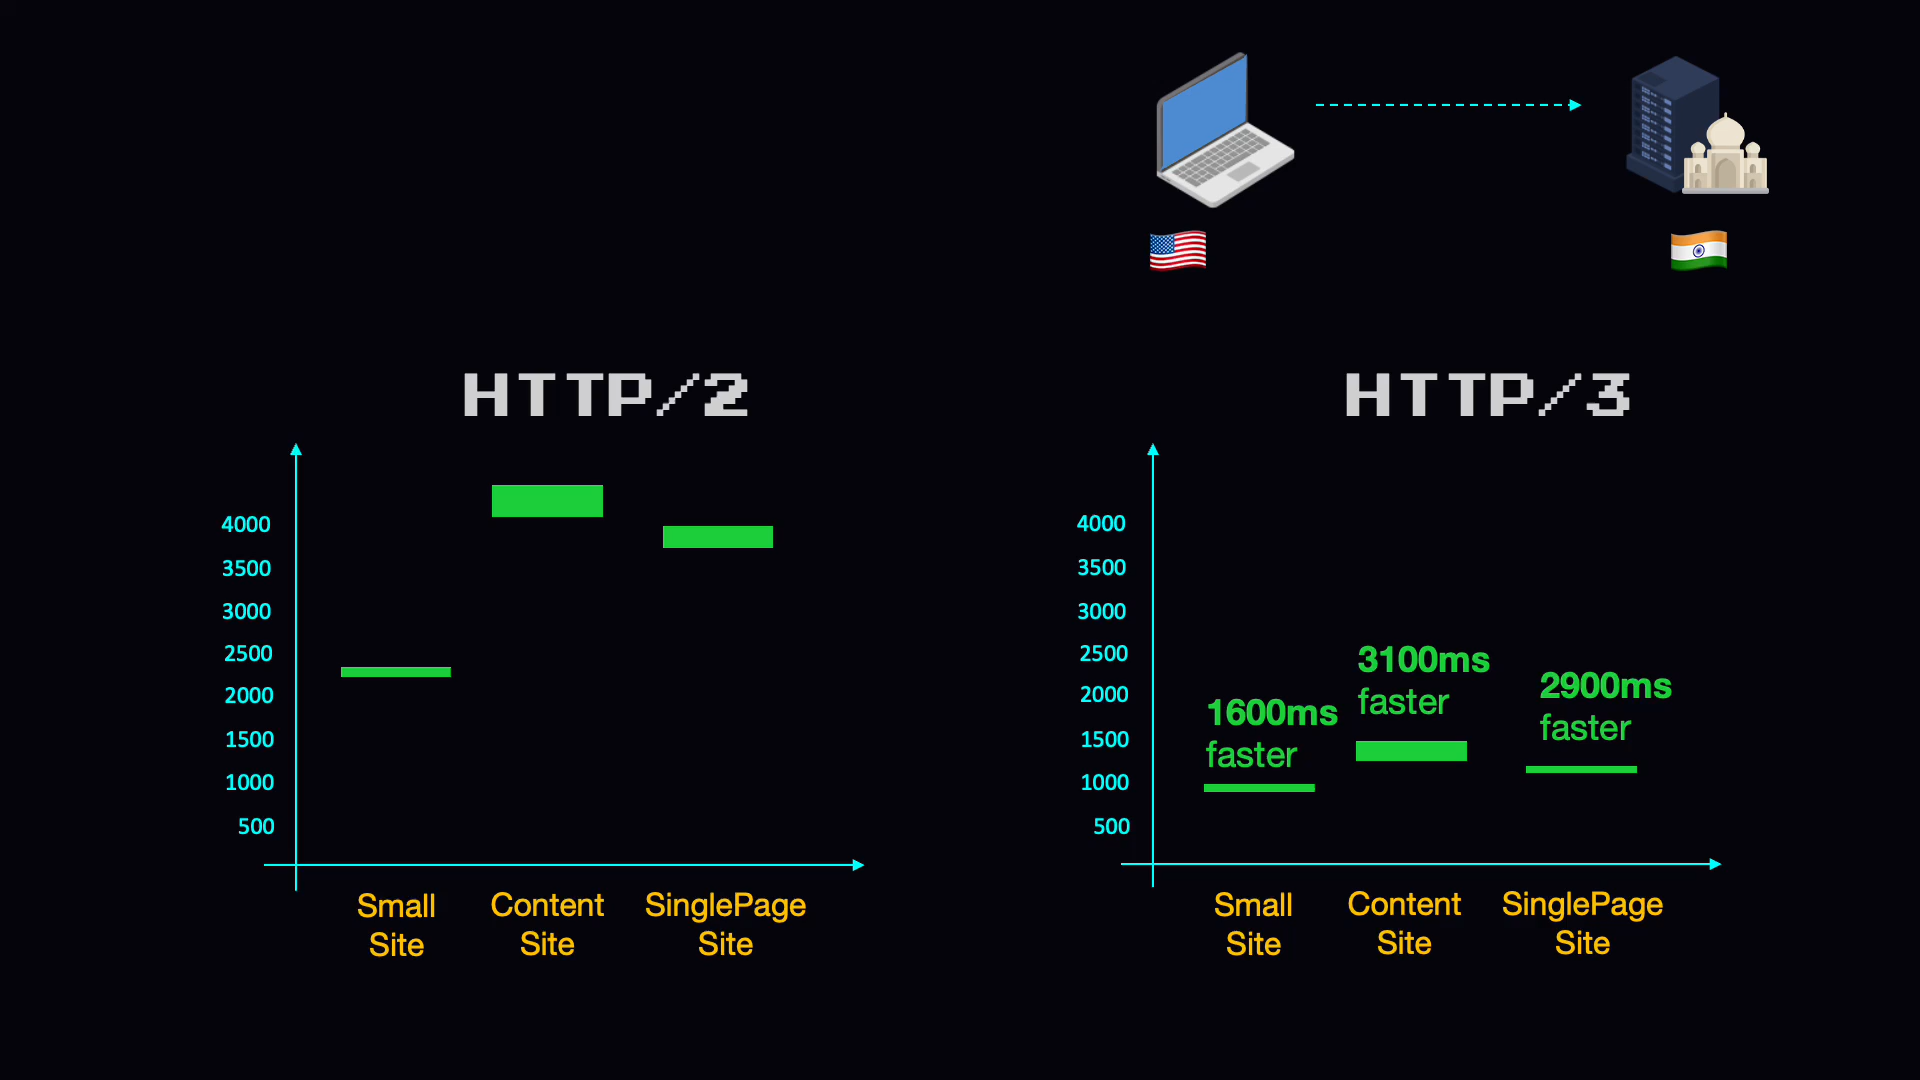 HTTP/2
4000
3500
3000
2500
2000
1500
1000
500
Small
Site
Content
Site
SinglePage
Site
HTTP/3
4000
3500
3000
2500
2000
1500
1000
500
1600ms
faster
3100ms
faster
2900ms
faster
Small
Site
Content
Site
SinglePage
Site